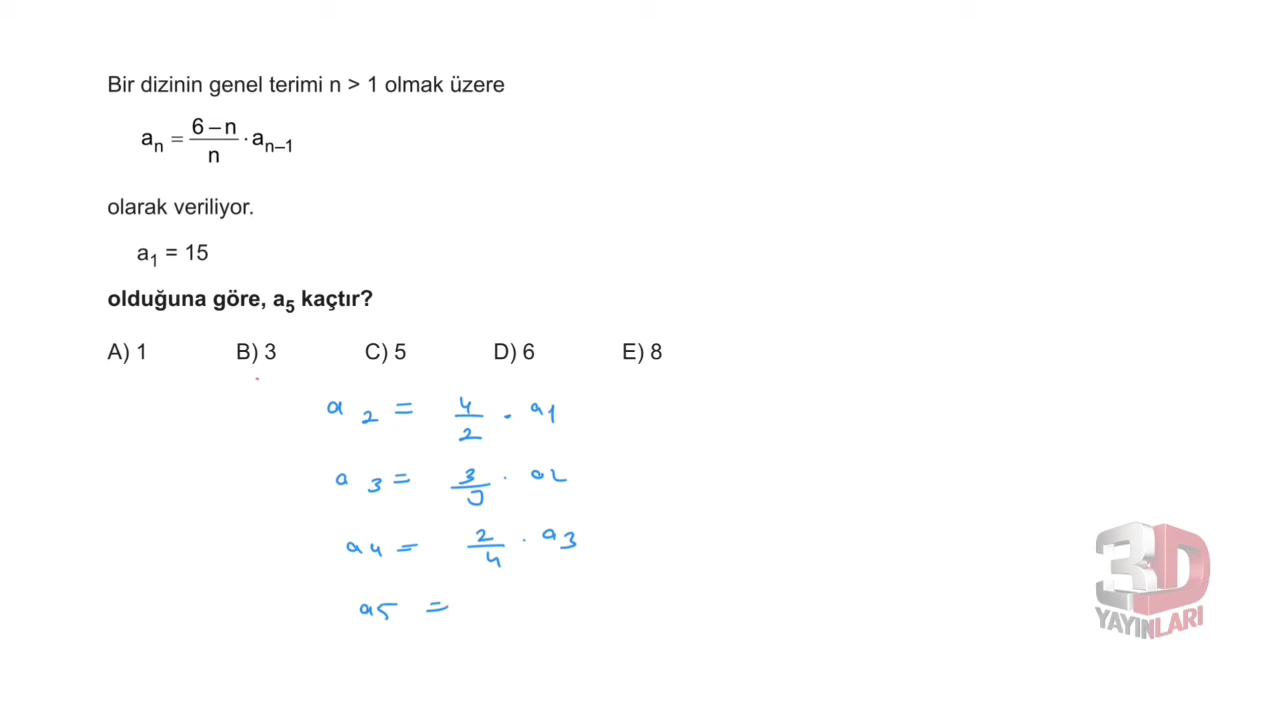 Bir dizinin genel terimi n > 1 olmak üzere
aₙ = (6 – n)/n · aₙ₋₁
olarak veriliyor.
a₁ = 15
olduğuna göre, a₅ kaçtır?
A) 1 B) 3 C) 5 D) 6 E) 8
a₂ = 4/2 · a₁
a₃ = 3/3 · a₂
a₄ = 2/4 · a₃
a₅ =
3D
YAYINLARI